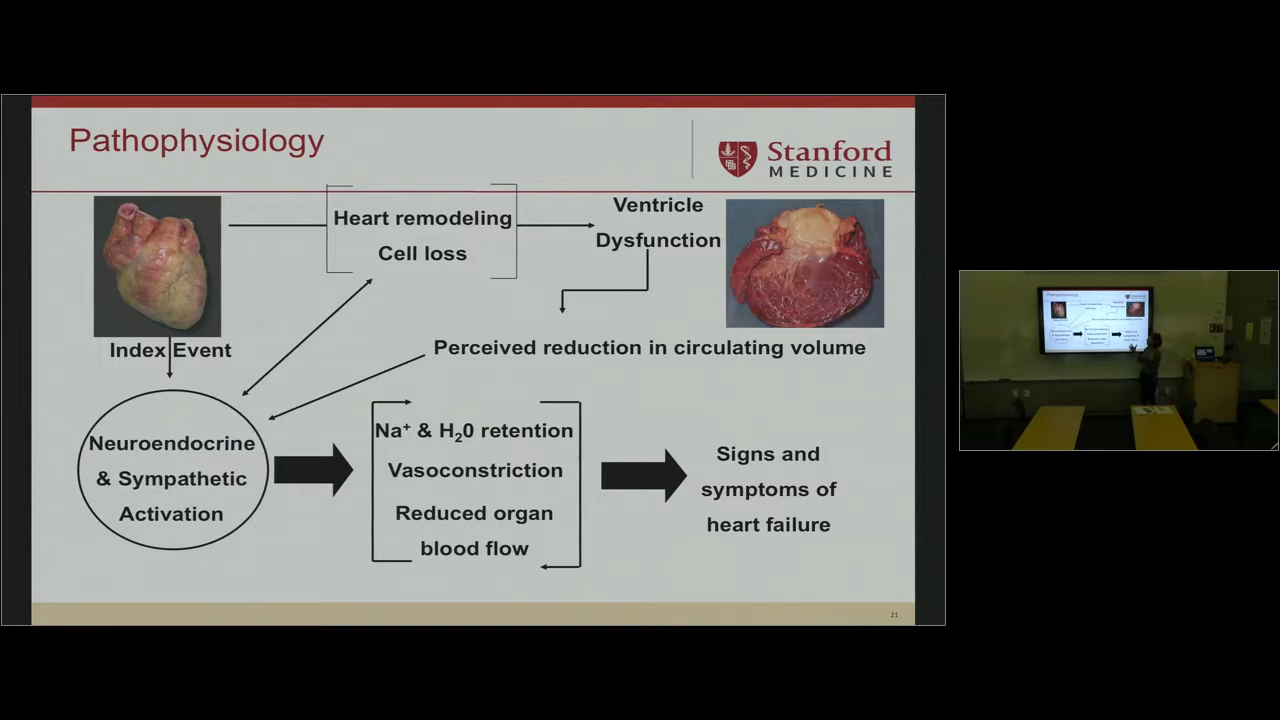 Pathophysiology
Stanford
MEDICINE
Heart remodeling
Cell loss
Ventricle
Dysfunction
Index Event
Perceived reduction in circulating volume
Neuroendocrine
& Sympathetic
Activation
Na⁺ & H₂0 retention
Vasoconstriction
Reduced organ
blood flow
Signs and
symptoms of
heart failure
21